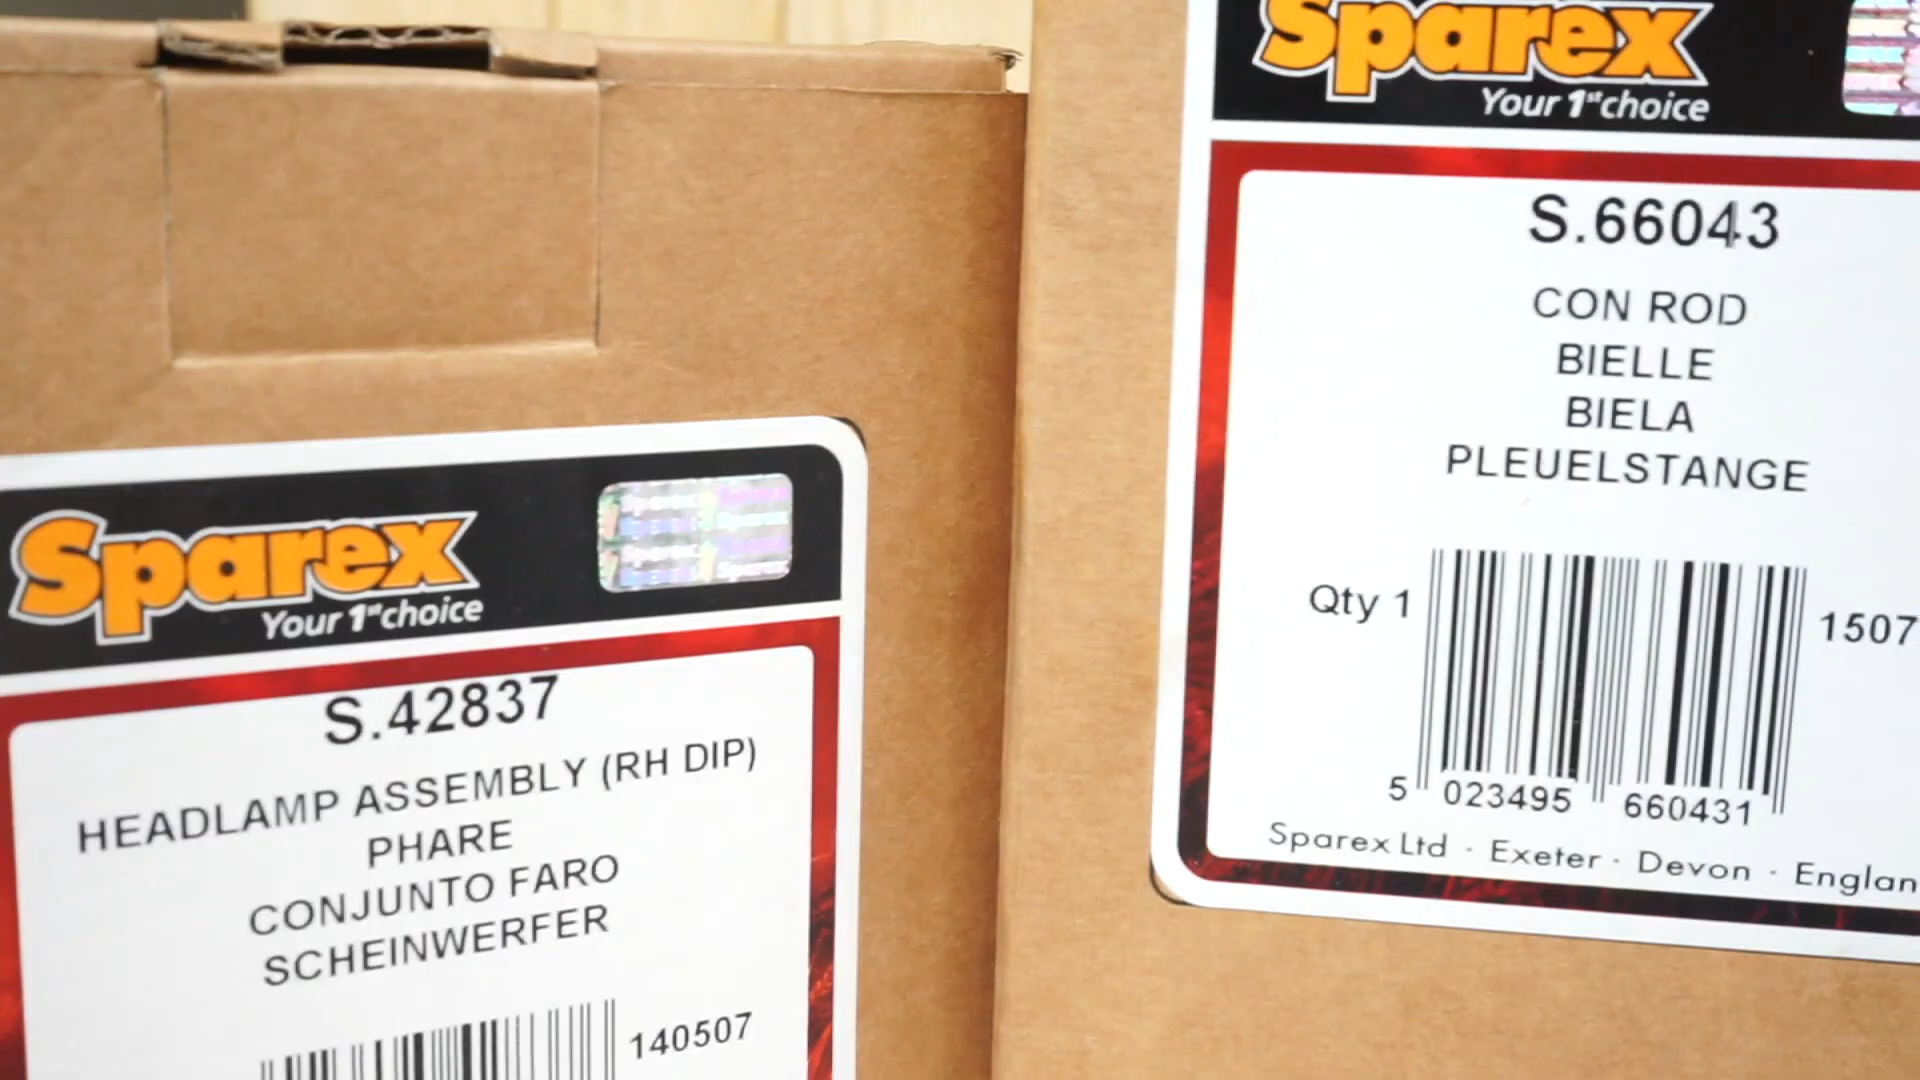 Sparex
Your 1st choice
S.42837
HEADLAMP ASSEMBLY (RH DIP)
PHARE
CONJUNTO FARO
SCHEINWERFER
140507
Sparex
Your 1st choice
S.66043
CON ROD
BIELLE
BIELA
PLEUELSTANGE
Qty 1
1507
5 023495 660431
Sparex Ltd · Exeter · Devon · Englan